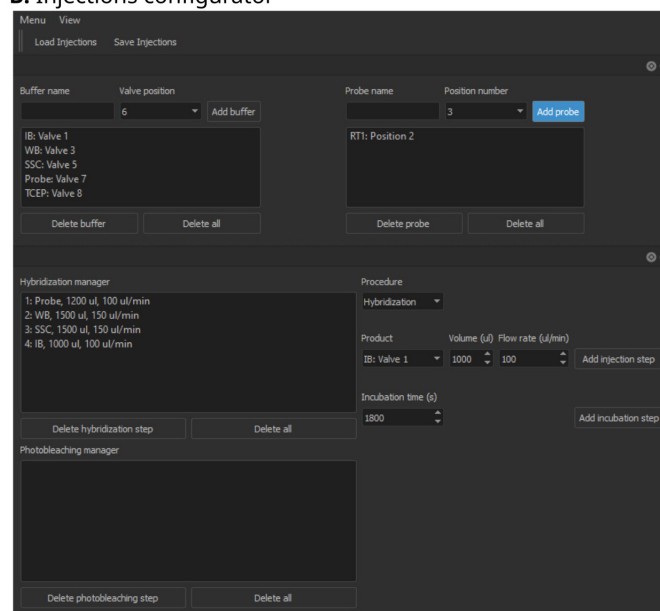 B. Injections configurator
Menu View
Load Injections Save Injections
Buffer name Valve position Probe name Position number
6 Add buffer 3 Add probe
IB: Valve 1
WB: Valve 3
SSC: Valve 5
Probe: Valve 7
TCEP: Valve 8
RT1: Position 2
Delete buffer Delete all Delete probe Delete all
Hybridization manager Procedure
1: Probe, 1200 ul, 100 ul/min
2: WB, 1500 ul, 150 ul/min
3: SSC, 1500 ul, 150 ul/min
4: IB, 1000 ul, 100 ul/min
Hybridization
Product Volume (ul) Flow rate (ul/min)
IB: Valve 1 1000 100 Add injection step
Incubation time (s)
1800 Add incubation step
Delete hybridization step Delete all
Photobleaching manager
Delete photobleaching step Delete all